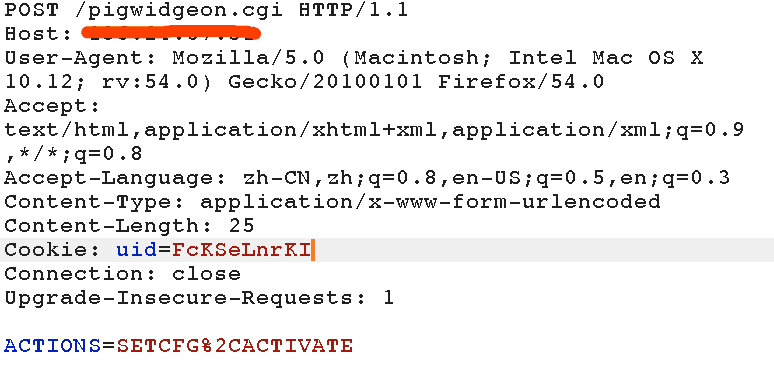 POST /pigwidgeon.cgi HTTP/1.1
Host:
User-Agent: Mozilla/5.0 (Macintosh; Intel Mac OS X
10.12; rv:54.0) Gecko/20100101 Firefox/54.0
Accept:
text/html,application/xhtml+xml,application/xml;q=0.9
,*/*;q=0.8
Accept-Language: zh-CN,zh;q=0.8,en-US;q=0.5,en;q=0.3
Content-Type: application/x-www-form-urlencoded
Content-Length: 25
Cookie: uid=FcKSeLnrKI
Connection: close
Upgrade-Insecure-Requests: 1
ACTIONS=SETCFG%2CACTIVATE